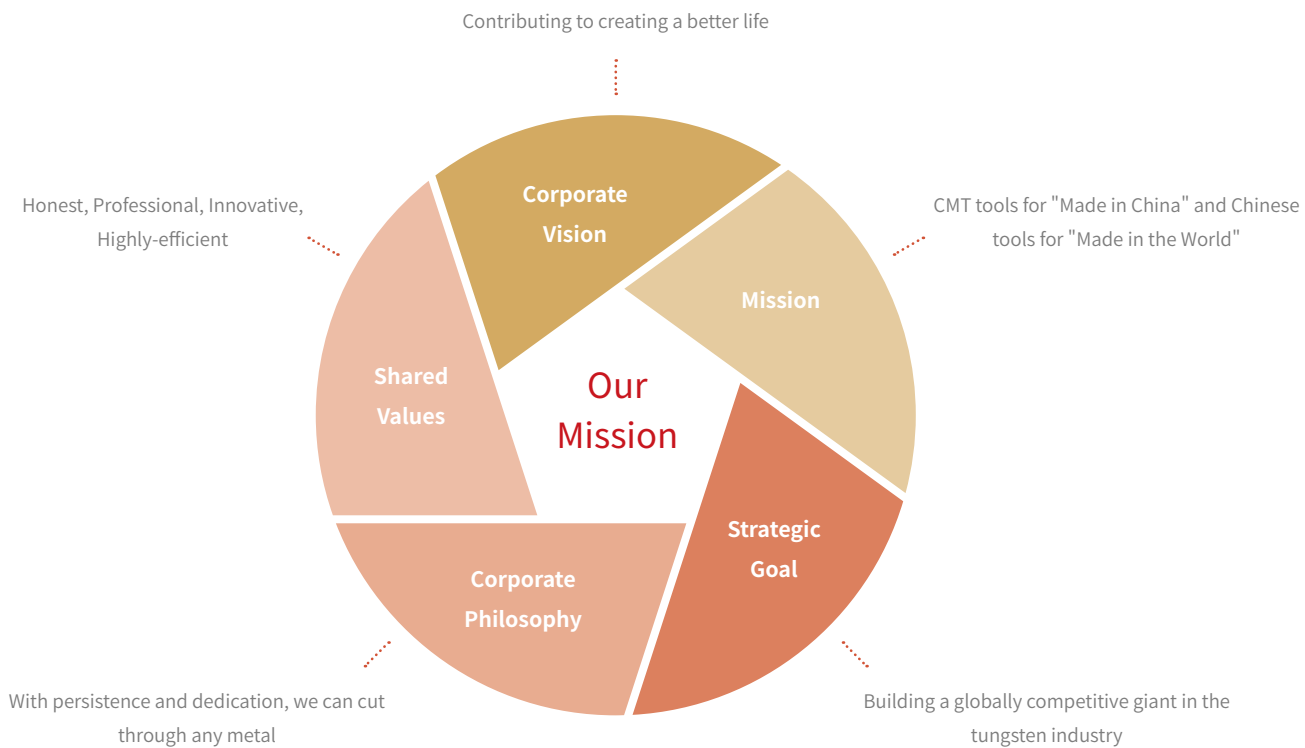 Contributing to creating a better life
Corporate
Vision
Honest, Professional, Innovative,
Highly-efficient
CMT tools for "Made in China" and Chinese
tools for "Made in the World"
Mission
Shared
Values
Our
Mission
Strategic
Goal
Corporate
Philosophy
With persistence and dedication, we can cut
through any metal
Building a globally competitive giant in the
tungsten industry